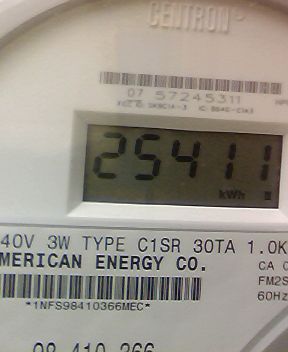 CENTRON
07 57245311
25411
kWh
40V 3W TYPE C1SR 30TA 1.0K
MERICAN ENERGY CO.
CA 0
FM2S
60Hz
*1NFS98410366MEC*